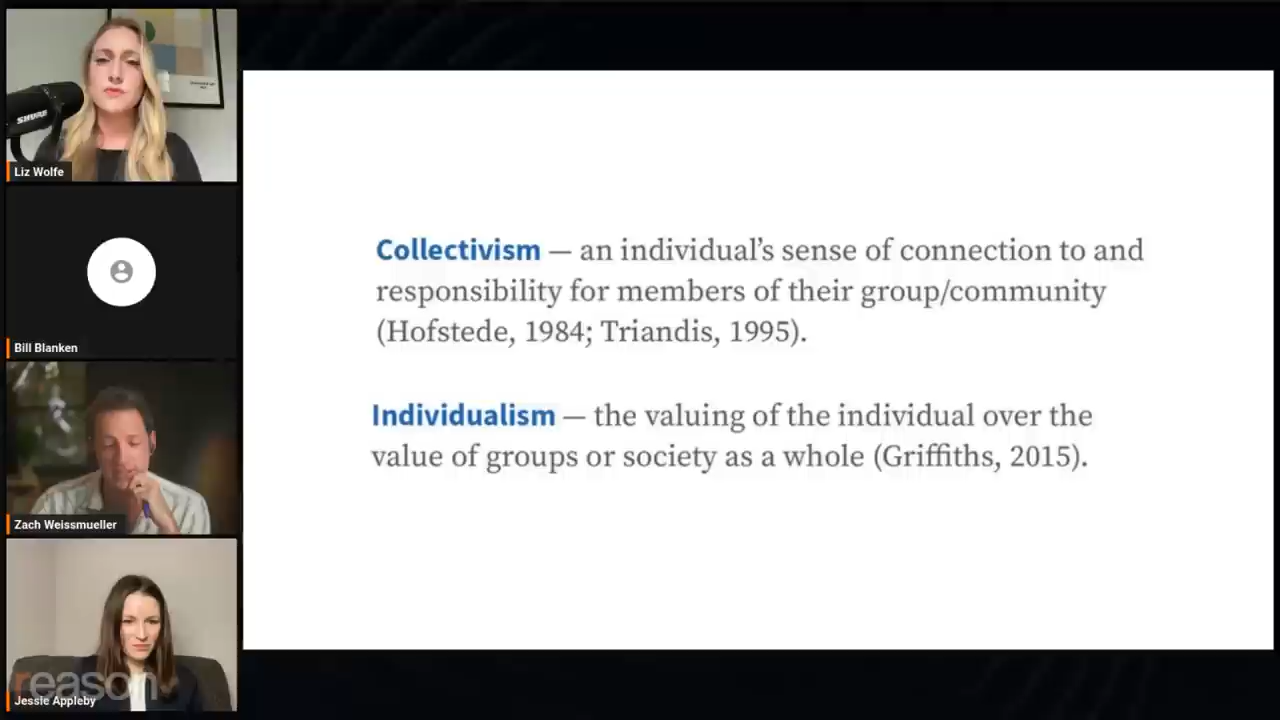 SHURE
Liz Wolfe
Bill Blanken
Zach Weissmueller
reason
Jessie Appleby
Collectivism — an individual’s sense of connection to and
responsibility for members of their group/community
(Hofstede, 1984; Triandis, 1995).
Individualism — the valuing of the individual over the
value of groups or society as a whole (Griffiths, 2015).